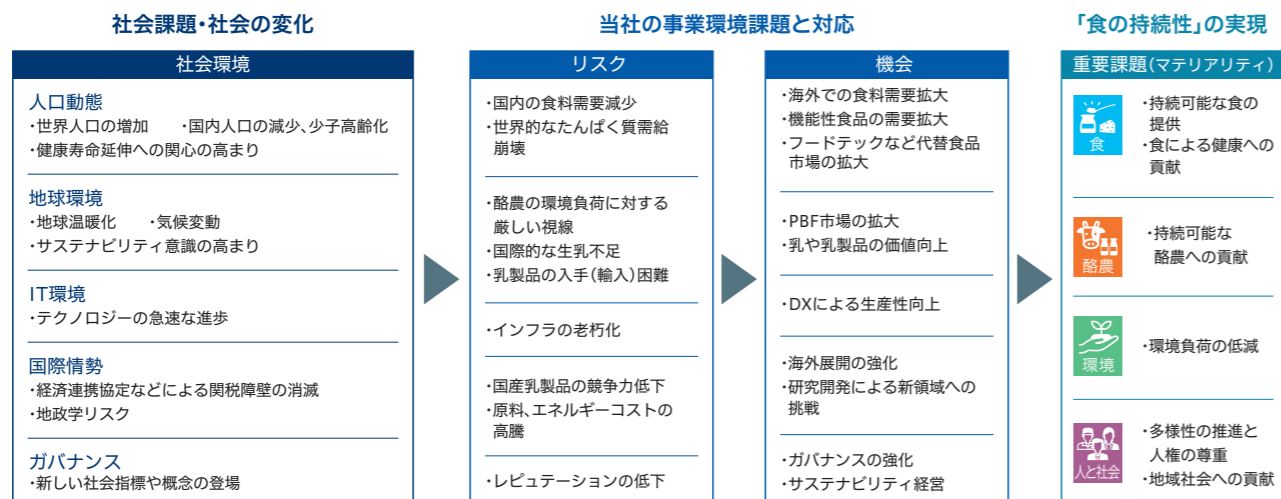 社会課題・社会の変化
社会環境
人口動態
・世界人口の増加　・国内人口の減少、少子高齢化
・健康寿命延伸への関心の高まり
地球環境
・地球温暖化　・気候変動
・サステナビリティ意識の高まり
IT環境
・テクノロジーの急速な進歩
国際情勢
・経済連携協定などによる関税障壁の消滅
・地政学リスク
ガバナンス
・新しい社会指標や概念の登場
当社の事業環境課題と対応
リスク
・国内の食料需要減少
・世界的なたんぱく質需給
崩壊
・酪農の環境負荷に対する
厳しい視線
・国際的な生乳不足
・乳製品の入手(輸入)困難
・インフラの老朽化
・国産乳製品の競争力低下
・原料、エネルギーコストの
高騰
・レピュテーションの低下
機会
・海外での食料需要拡大
・機能性食品の需要拡大
・フードテックなど代替食品
市場の拡大
・PBF市場の拡大
・乳や乳製品の価値向上
・DXによる生産性向上
・海外展開の強化
・研究開発による新領域への
挑戦
・ガバナンスの強化
・サステナビリティ経営
「食の持続性」の実現
重要課題(マテリアリティ)
食
・持続可能な食の
提供
・食による健康への
貢献
酪農
・持続可能な
酪農への貢献
環境
・環境負荷の低減
人と社会
・多様性の推進と
人権の尊重
・地域社会への貢献